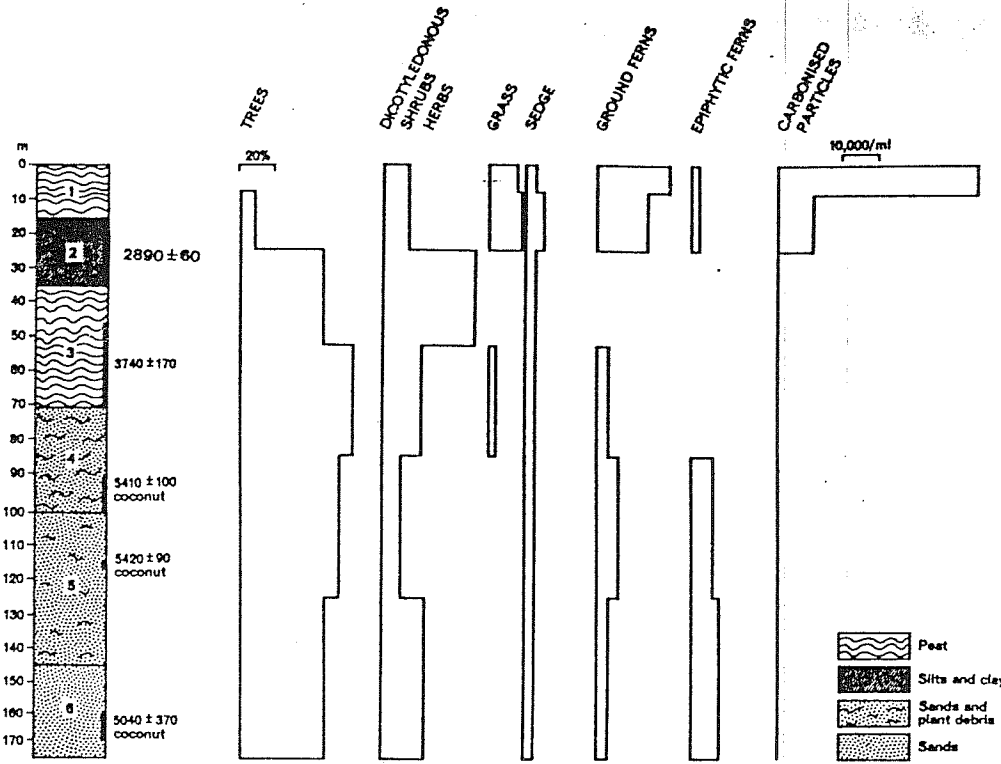 TREES
DICOTYLEDONOUS
SHRUBS
HERBS
GRASS
SEDGE
GROUND FERNS
EPIPHYTIC FERNS
CARBONISED
PARTICLES
20%
10,000/ml
m
0
10
20
30
40
50
60
70
80
90
100
110
120
130
140
150
160
170
1
2
3
4
5
6
2890 ± 60
3740 ± 170
5410 ± 100
coconut
5420 ± 90
coconut
5040 ± 370
coconut
Peat
Silts and clay
Sands and
plant debris
Sands